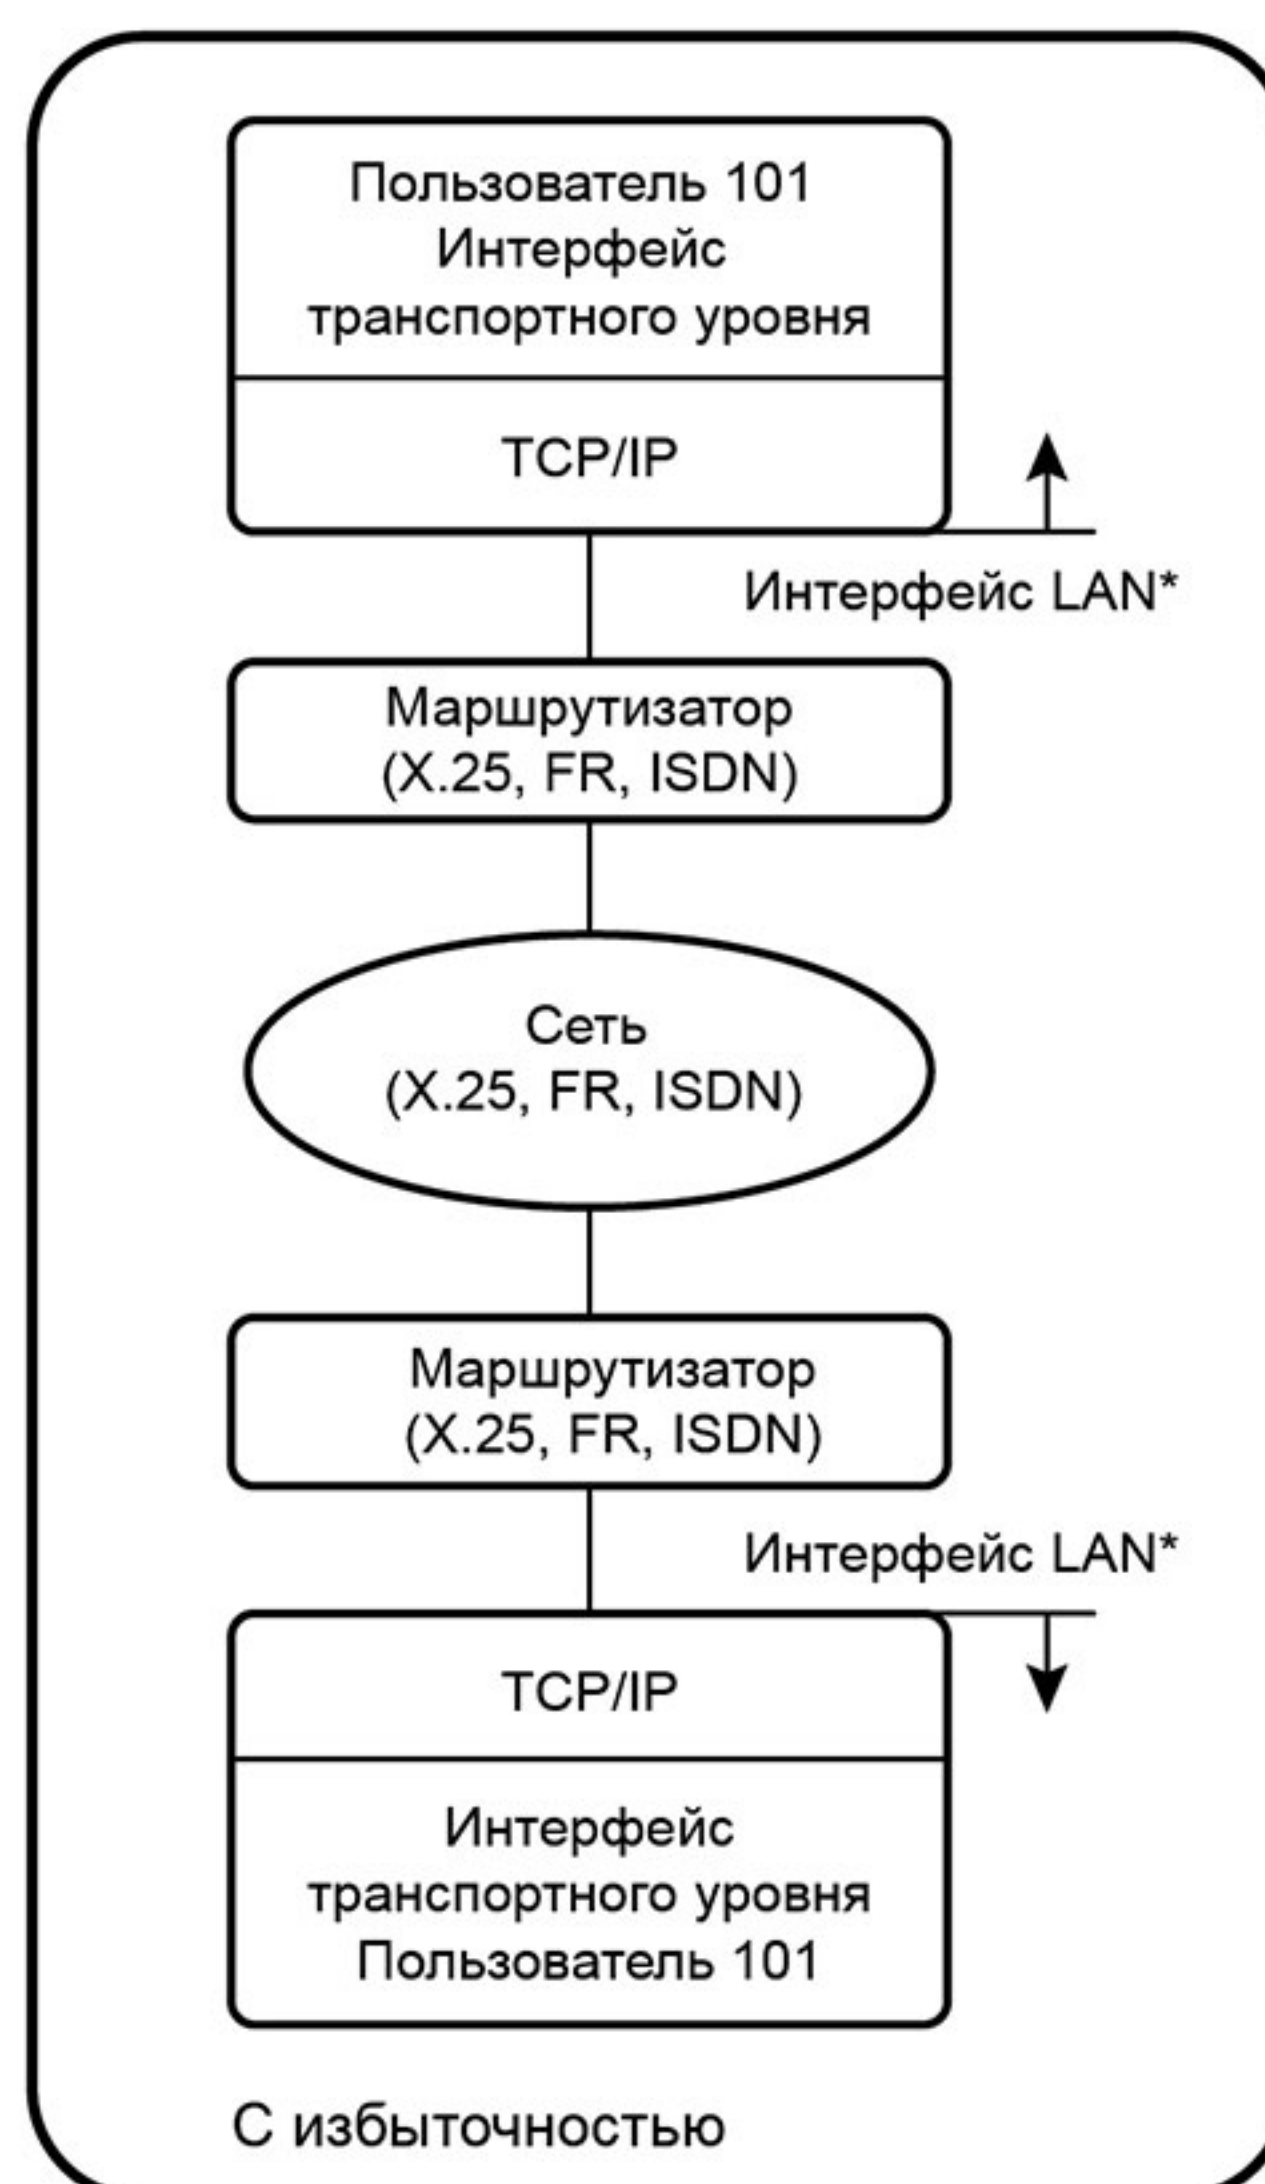 Пользователь 101
Интерфейс
транспортного уровня
TCP/IP
Интерфейс LAN*
Маршрутизатор
(X.25, FR, ISDN)
Сеть
(X.25, FR, ISDN)
Маршрутизатор
(X.25, FR, ISDN)
Интерфейс LAN*
TCP/IP
Интерфейс
транспортного уровня
Пользователь 101
С избыточностью